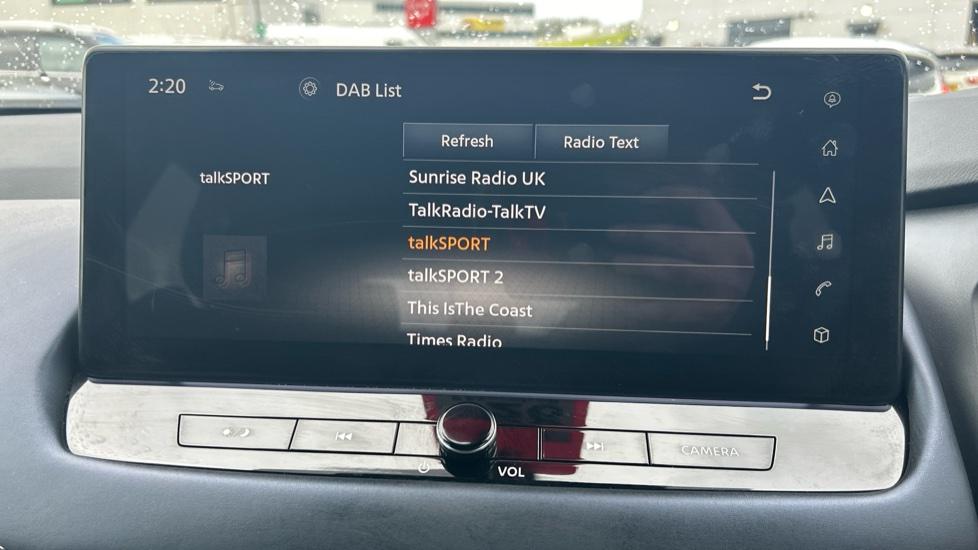 2:20
DAB List
Refresh
Radio Text
talkSPORT
Sunrise Radio UK
TalkRadio-TalkTV
talkSPORT
talkSPORT 2
This IsThe Coast
Times Radio
CAMERA
VOL